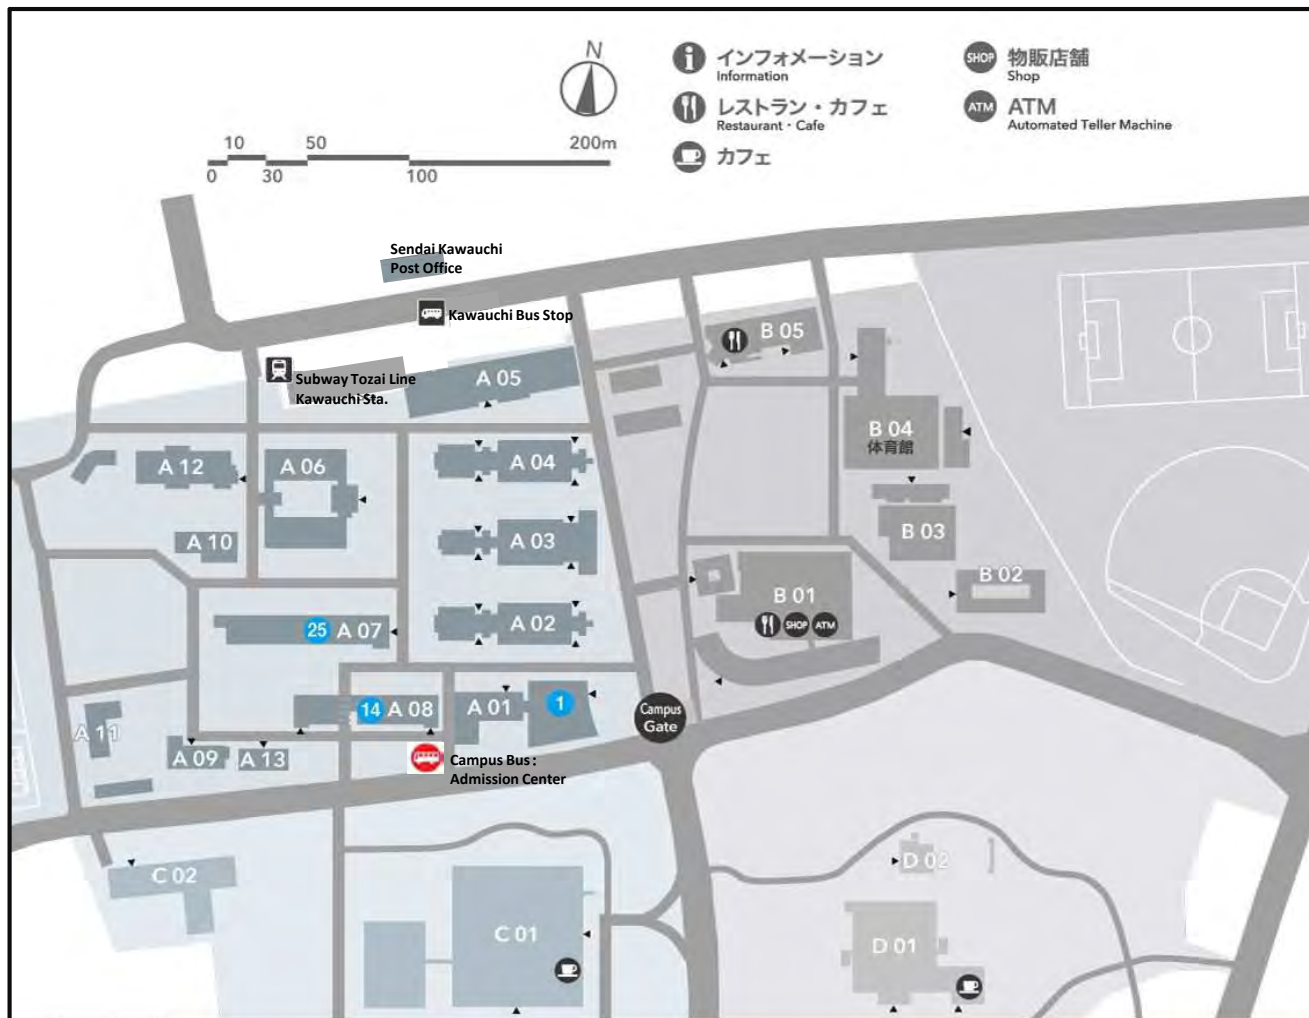 N
インフォメーション
Information
SHOP
物販店舗
Shop
レストラン・カフェ
Restaurant・Cafe
ATM
ATM
Automated Teller Machine
カフェ
10
50
200m
0
30
100
Sendai Kawauchi
Post Office
Kawauchi Bus Stop
Subway Tozai Line
Kawauchi Sta.
A 05
B 05
B 04
体育館
A 12
A 06
A 04
A 10
A 03
B 03
B 02
B 01
SHOP
ATM
25
A 07
A 02
14
A 08
A 01
1
Campus
Gate
A 11
A 09
A 13
Campus Bus :
Admission Center
C 02
C 01
D 02
D 01